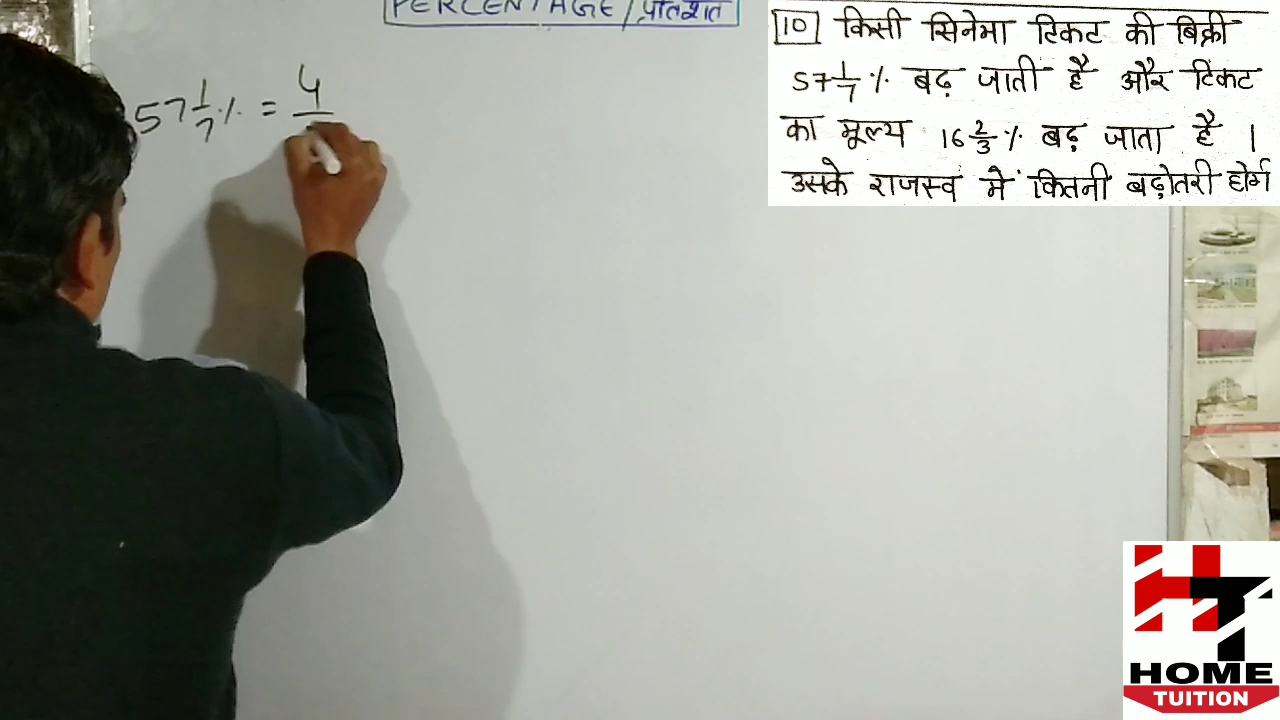 PERCENTAGE/प्रतिशत
57 1/7 % = 4
10 किसी सिनेमा टिकट की बिक्री
57 1/7 % बढ़ जाती है और टिकट
का मूल्य 16 2/3 % बढ़ जाता है ।
उसके राजस्व में कितनी बढ़ोतरी होगी
HT
HOME
TUITION